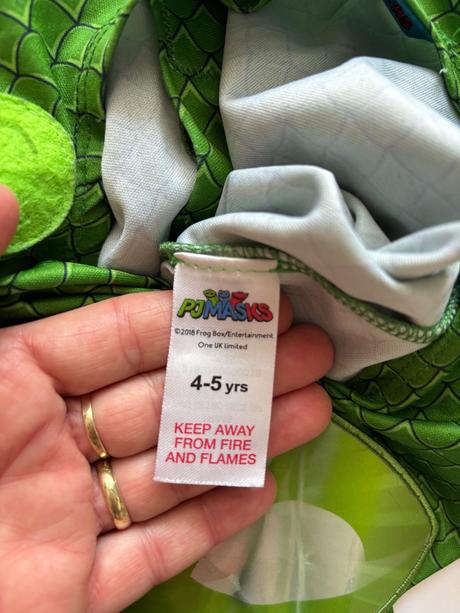 PJMASKS
©2018 Frog Box/Entertainment
One UK limited
4-5 yrs
KEEP AWAY
FROM FIRE
AND FLAMES